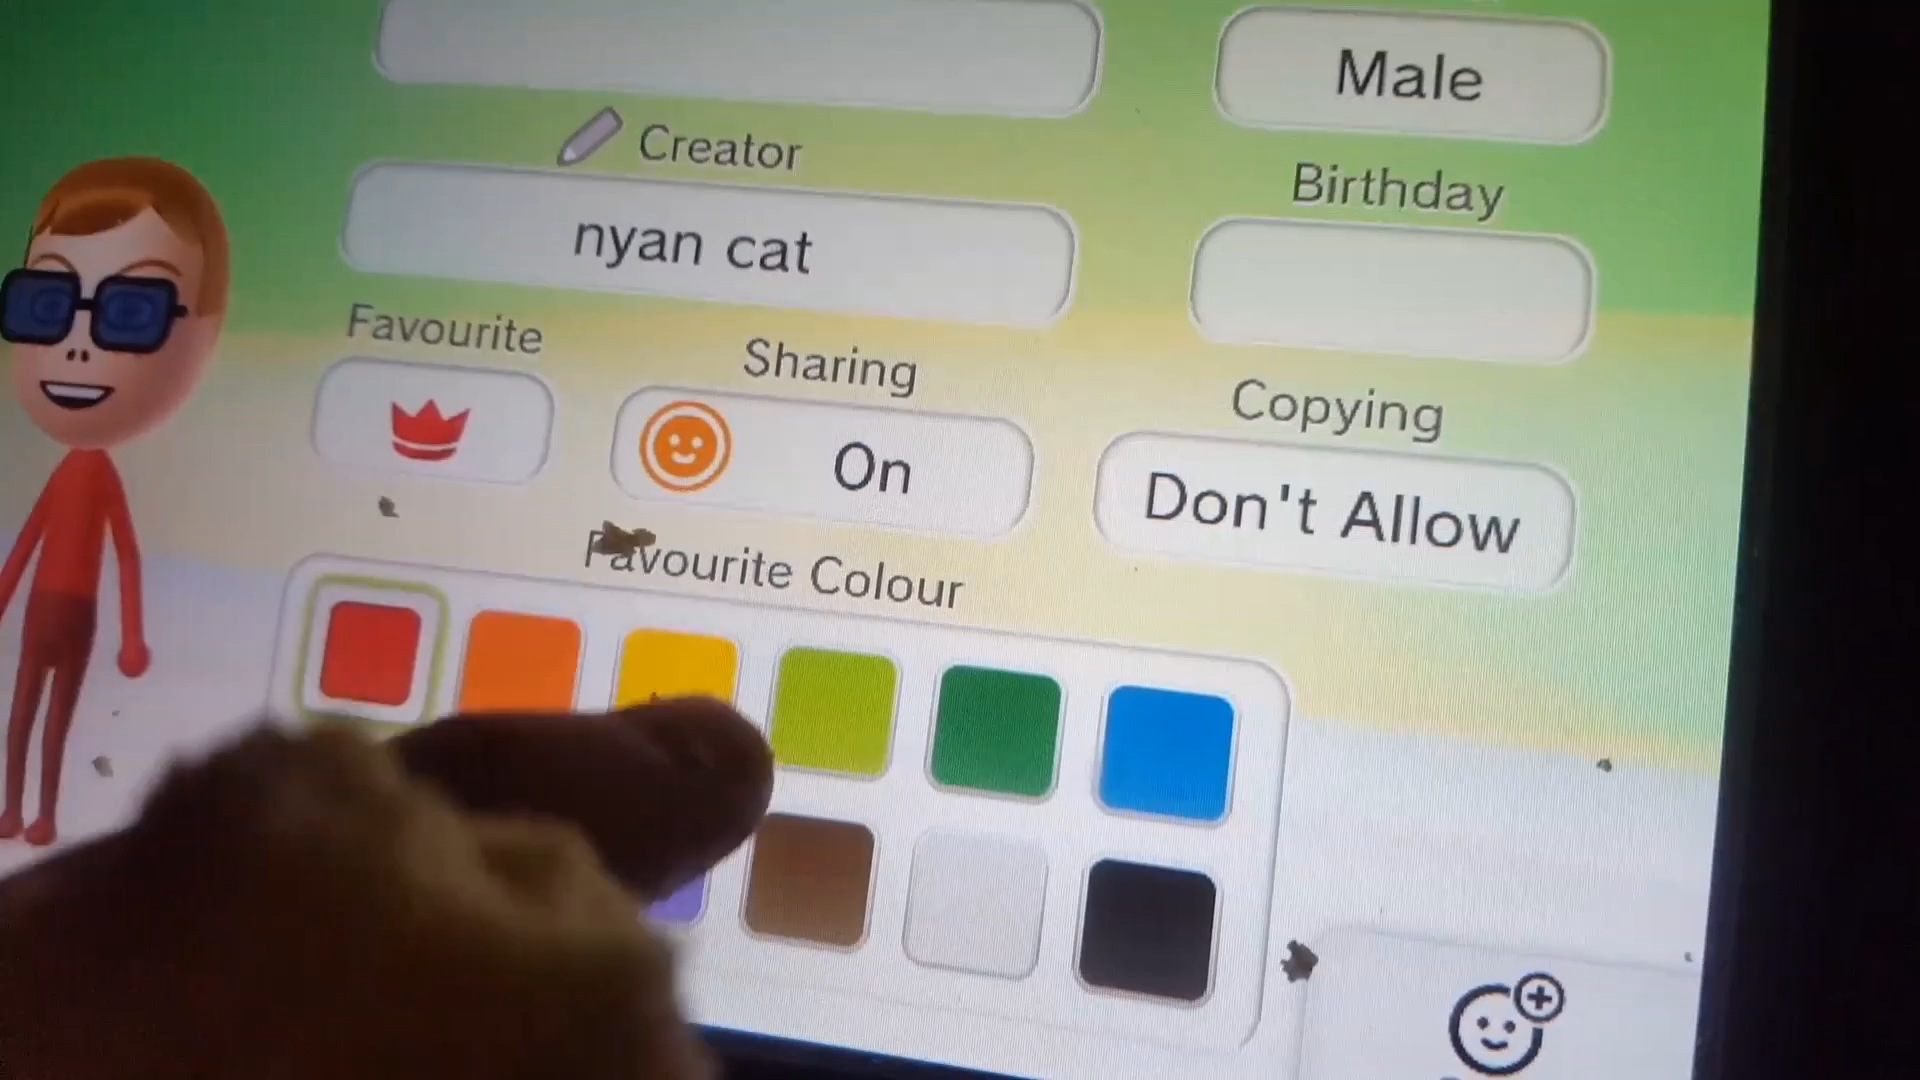 Male
Creator
Birthday
nyan cat
Favourite
Sharing
Copying
On
Don't Allow
Favourite Colour